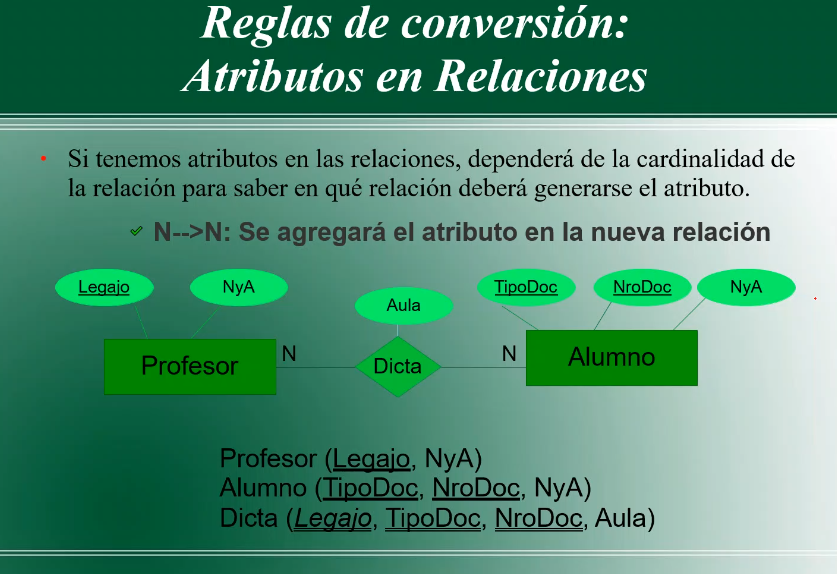 Reglas de conversión:
Atributos en Relaciones
• Si tenemos atributos en las relaciones, dependerá de la cardinalidad de
la relación para saber en qué relación deberá generarse el atributo.
✓ N-->N: Se agregará el atributo en la nueva relación
Legajo
NyA
Aula
TipoDoc
NroDoc
NyA
Profesor
N
Dicta
N
Alumno
Profesor (Legajo, NyA)
Alumno (TipoDoc, NroDoc, NyA)
Dicta (Legajo, TipoDoc, NroDoc, Aula)